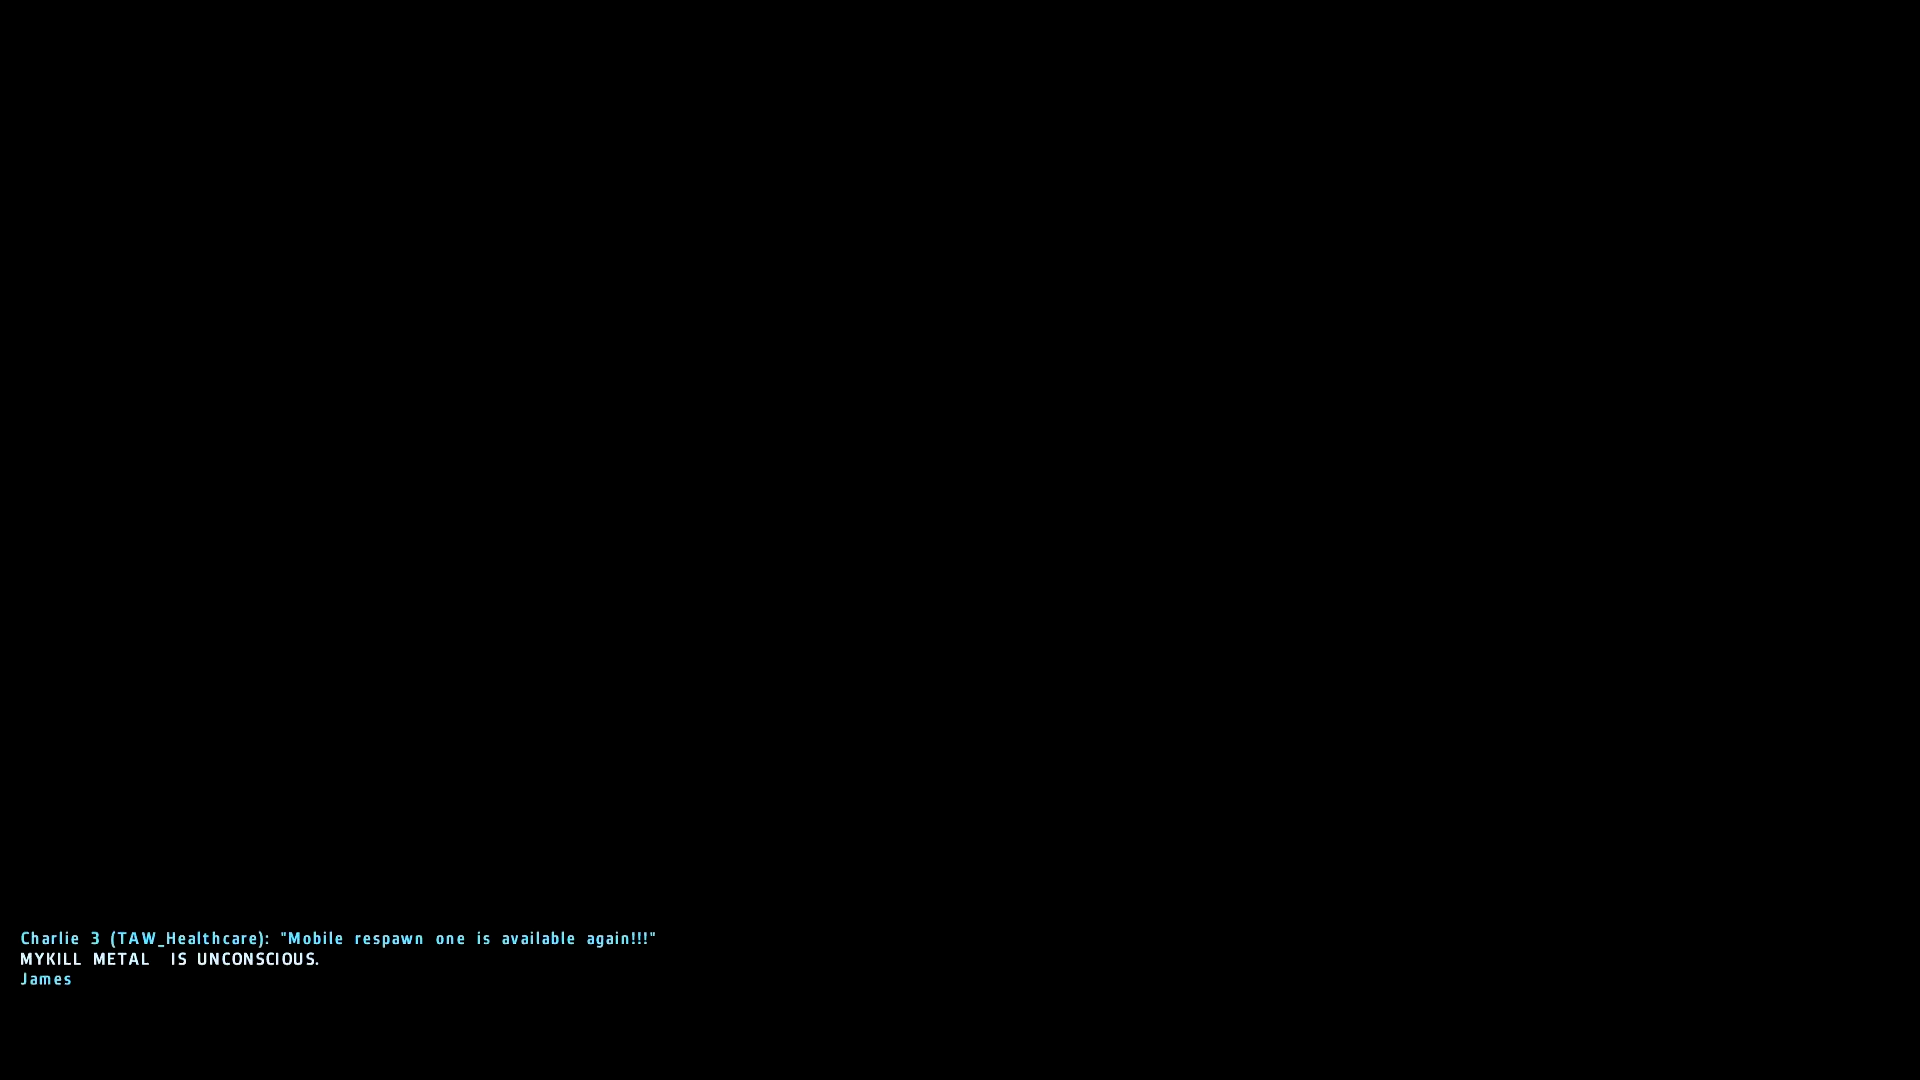 Charlie 3 (TAW_Healthcare): "Mobile respawn one is available again!!!"
MYKILL METAL  IS UNCONSCIOUS.
James